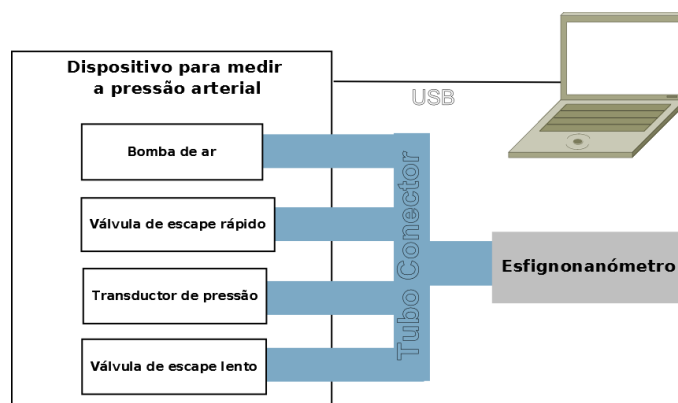 Dispositivo para medir
a pressão arterial
USB
Bomba de ar
Válvula de escape rápido
Transductor de pressão
Válvula de escape lento
Tubo Conector
Esfignonanómetro